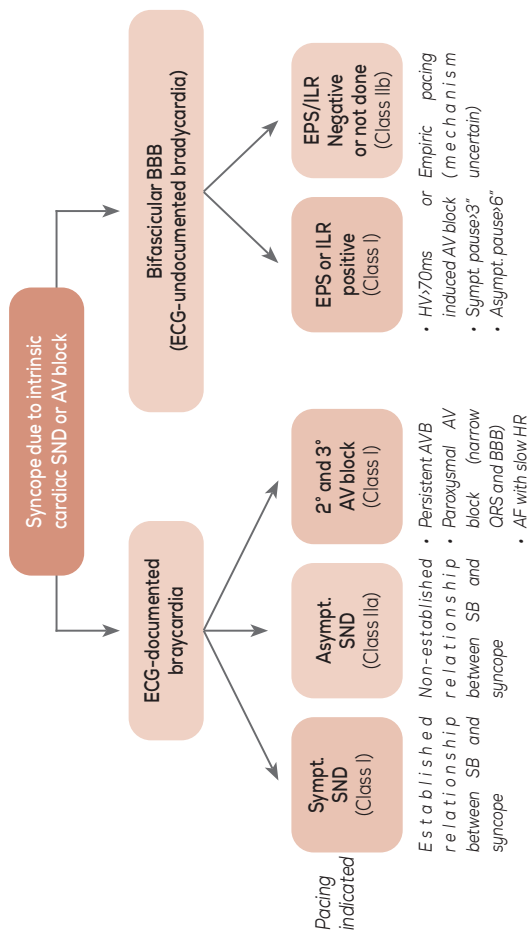 Syncope due to intrinsic
cardiac SND or AV block
ECG-documented
braycardia
Bifascicular BBB
(ECG-undocumented bradycardia)
Pacing
indicated
Sympt.
SND
(Class I)
Asympt.
SND
(Class IIa)
2° and 3°
AV block
(Class I)
EPS or ILR
positive
(Class I)
EPS/ILR
Negative
or not done
(Class IIb)
Established
relationship
between SB and
syncope
Non-established
relationship
between SB and
syncope
• Persistent AVB
• Paroxysmal AV
block (narrow
QRS and BBB)
• AF with slow HR
• HV>70ms or
induced AV block
• Sympt. pause>3”
• Asympt. pause>6”
Empiric pacing
(mechanism
uncertain)